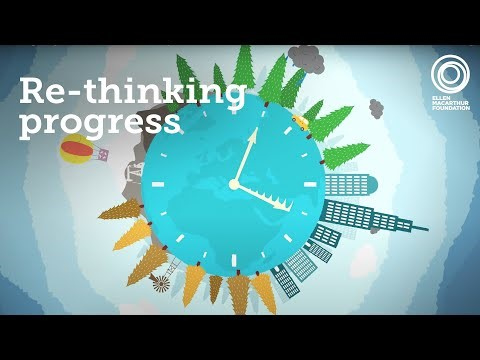 Re-thinking
progress
ELLEN
MACARTHUR
FOUNDATION